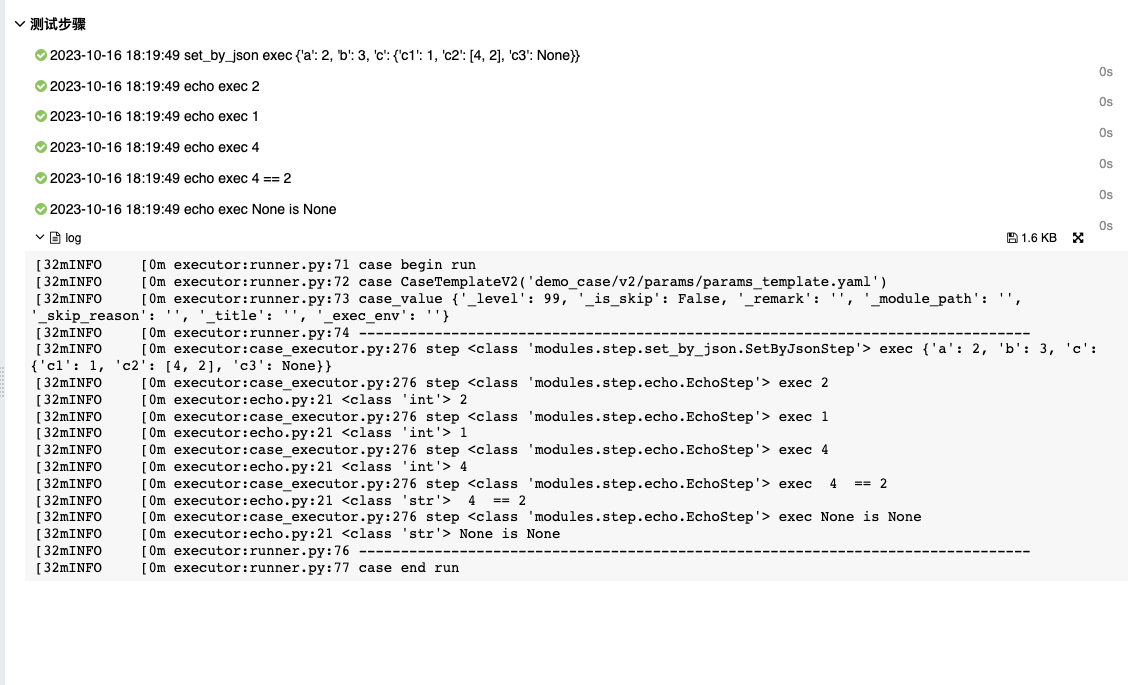 测试步骤
2023-10-16 18:19:49 set_by_json exec {'a': 2, 'b': 3, 'c': {'c1': 1, 'c2': [4, 2], 'c3': None}}
0s
2023-10-16 18:19:49 echo exec 2
0s
2023-10-16 18:19:49 echo exec 1
0s
2023-10-16 18:19:49 echo exec 4
0s
2023-10-16 18:19:49 echo exec 4 == 2
0s
2023-10-16 18:19:49 echo exec None is None
0s
log 1.6 KB
[32mINFO     [0m executor:runner.py:71 case begin run
[32mINFO     [0m executor:runner.py:72 case CaseTemplateV2('demo_case/v2/params/params_template.yaml')
[32mINFO     [0m executor:runner.py:73 case_value {'_level': 99, '_is_skip': False, '_remark': '', '_module_path': '',
'_skip_reason': '', '_title': '', '_exec_env': ''}
[32mINFO     [0m executor:runner.py:74 --------------------------------------------------------------------------------
[32mINFO     [0m executor:case_executor.py:276 step <class 'modules.step.set_by_json.SetByJsonStep'> exec {'a': 2, 'b': 3, 'c':
{'c1': 1, 'c2': [4, 2], 'c3': None}}
[32mINFO     [0m executor:case_executor.py:276 step <class 'modules.step.echo.EchoStep'> exec 2
[32mINFO     [0m executor:echo.py:21 <class 'int'> 2
[32mINFO     [0m executor:case_executor.py:276 step <class 'modules.step.echo.EchoStep'> exec 1
[32mINFO     [0m executor:echo.py:21 <class 'int'> 1
[32mINFO     [0m executor:case_executor.py:276 step <class 'modules.step.echo.EchoStep'> exec 4
[32mINFO     [0m executor:echo.py:21 <class 'int'> 4
[32mINFO     [0m executor:case_executor.py:276 step <class 'modules.step.echo.EchoStep'> exec  4  == 2
[32mINFO     [0m executor:echo.py:21 <class 'str'>  4  == 2
[32mINFO     [0m executor:case_executor.py:276 step <class 'modules.step.echo.EchoStep'> exec None is None
[32mINFO     [0m executor:echo.py:21 <class 'str'> None is None
[32mINFO     [0m executor:runner.py:76 --------------------------------------------------------------------------------
[32mINFO     [0m executor:runner.py:77 case end run